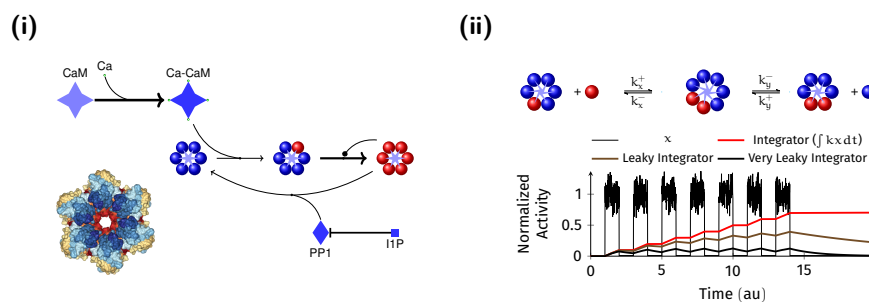 (i)
CaM
Ca
Ca-CaM
PP1
I1P
(ii)
+
k_x^+
k_x^-
k_y^-
k_y^+
+
x
Integrator (∫ kx dt)
Leaky Integrator
Very Leaky Integrator
Normalized
Activity
1
0.5
0
0
5
10
15
Time (au)